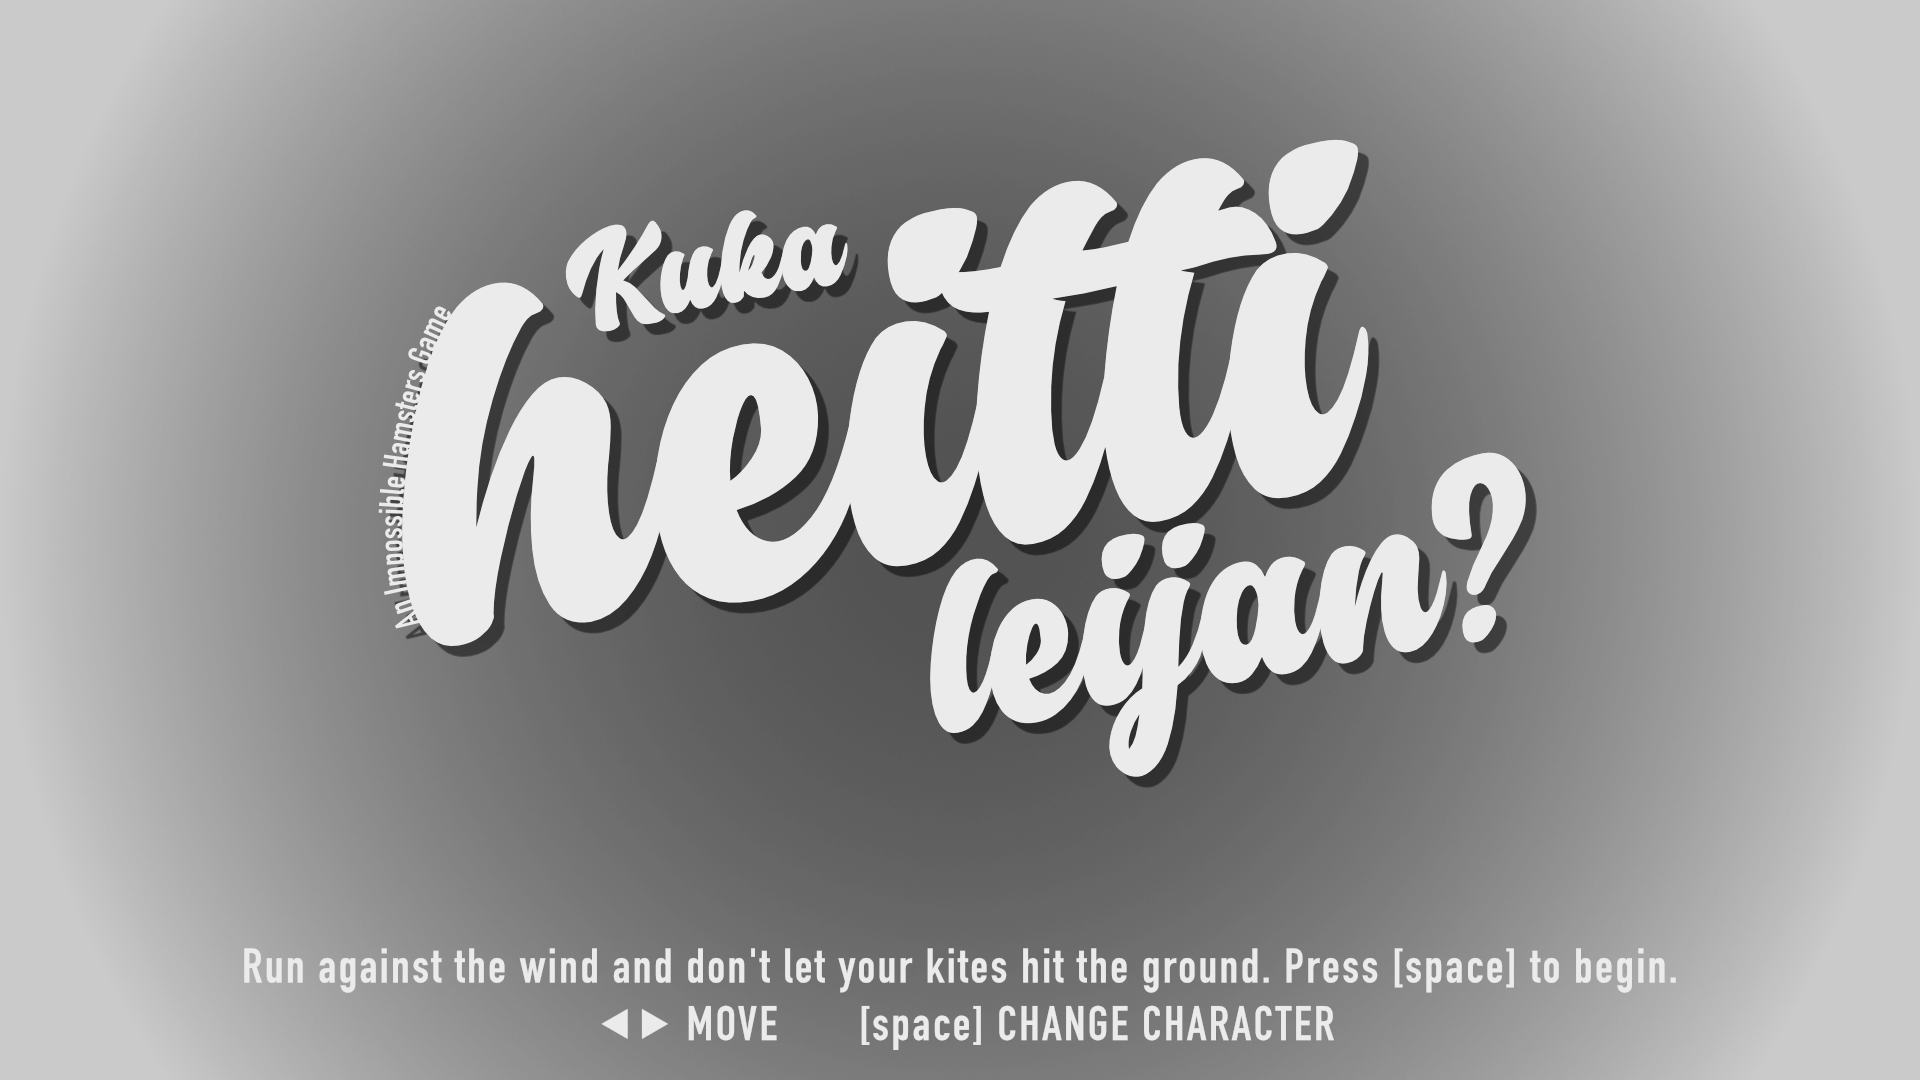 Kuka
heitti
leijan?
An Impossible Hamsters Game
Run against the wind and don't let your kites hit the ground. Press [space] to begin.
◀ ▶ MOVE [space] CHANGE CHARACTER